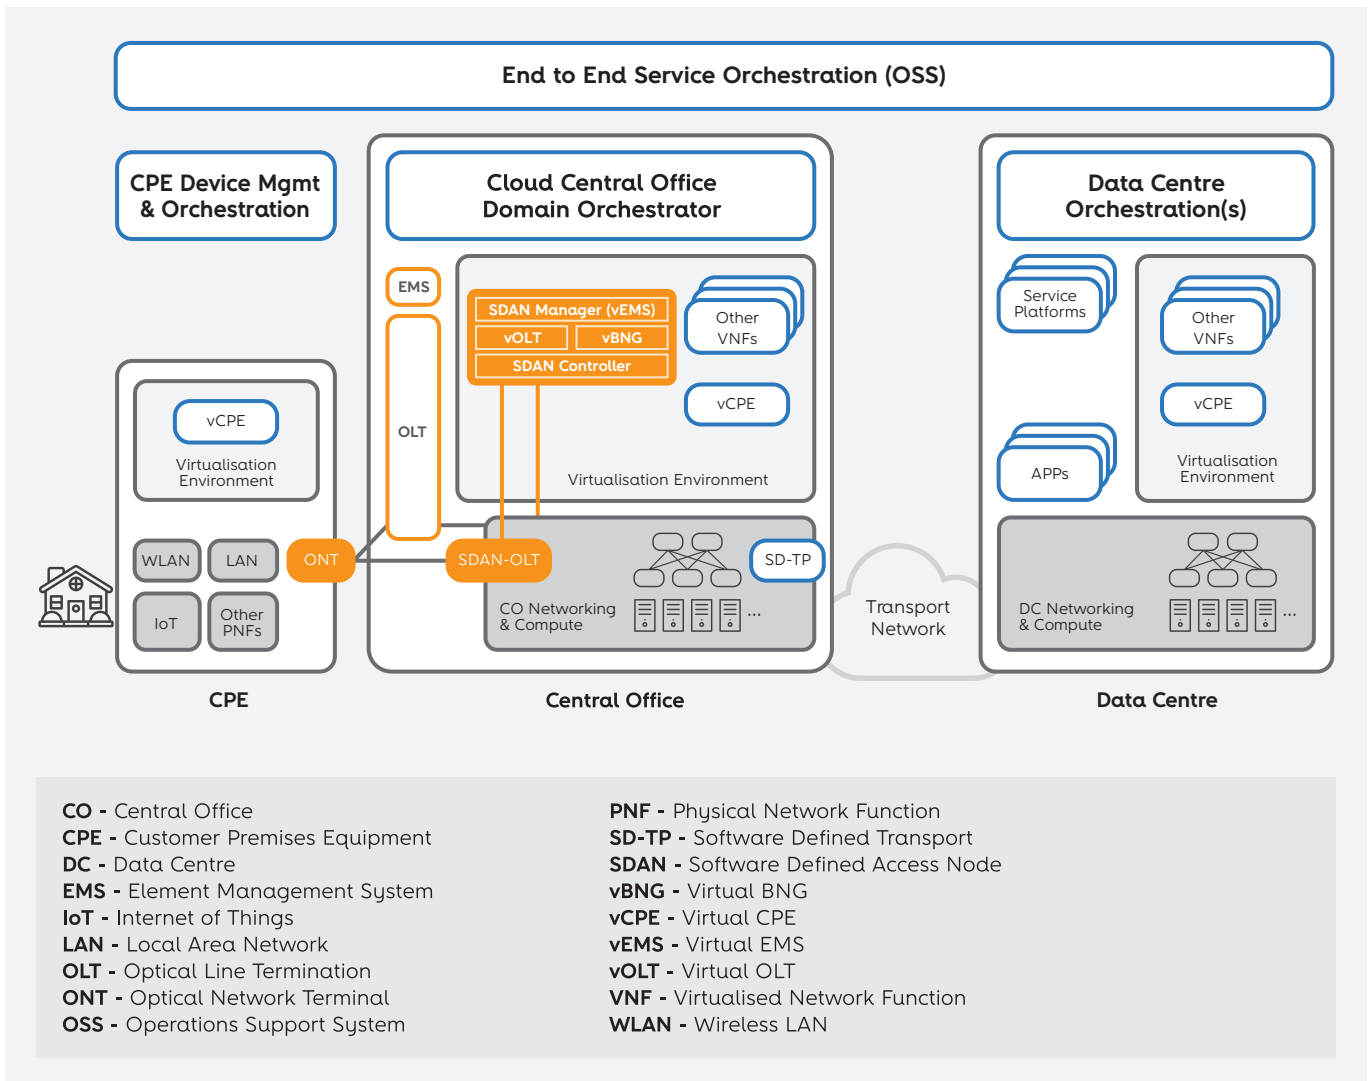 End to End Service Orchestration (OSS)
CPE Device Mgmt
& Orchestration
Cloud Central Office
Domain Orchestrator
Data Centre
Orchestration(s)
EMS
OLT
SDAN Manager (vEMS)
vOLT
vBNG
SDAN Controller
Other
VNFs
vCPE
Virtualisation Environment
Service
Platforms
APPs
Other
VNFs
vCPE
Virtualisation
Environment
vCPE
Virtualisation
Environment
WLAN
LAN
IoT
Other
PNFs
ONT
SDAN-OLT
SD-TP
CO Networking
& Compute
...
Transport
Network
DC Networking
& Compute
...
CPE
Central Office
Data Centre
CO - Central Office
CPE - Customer Premises Equipment
DC - Data Centre
EMS - Element Management System
IoT - Internet of Things
LAN - Local Area Network
OLT - Optical Line Termination
ONT - Optical Network Terminal
OSS - Operations Support System
PNF - Physical Network Function
SD-TP - Software Defined Transport
SDAN - Software Defined Access Node
vBNG - Virtual BNG
vCPE - Virtual CPE
vEMS - Virtual EMS
vOLT - Virtual OLT
VNF - Virtualised Network Function
WLAN - Wireless LAN